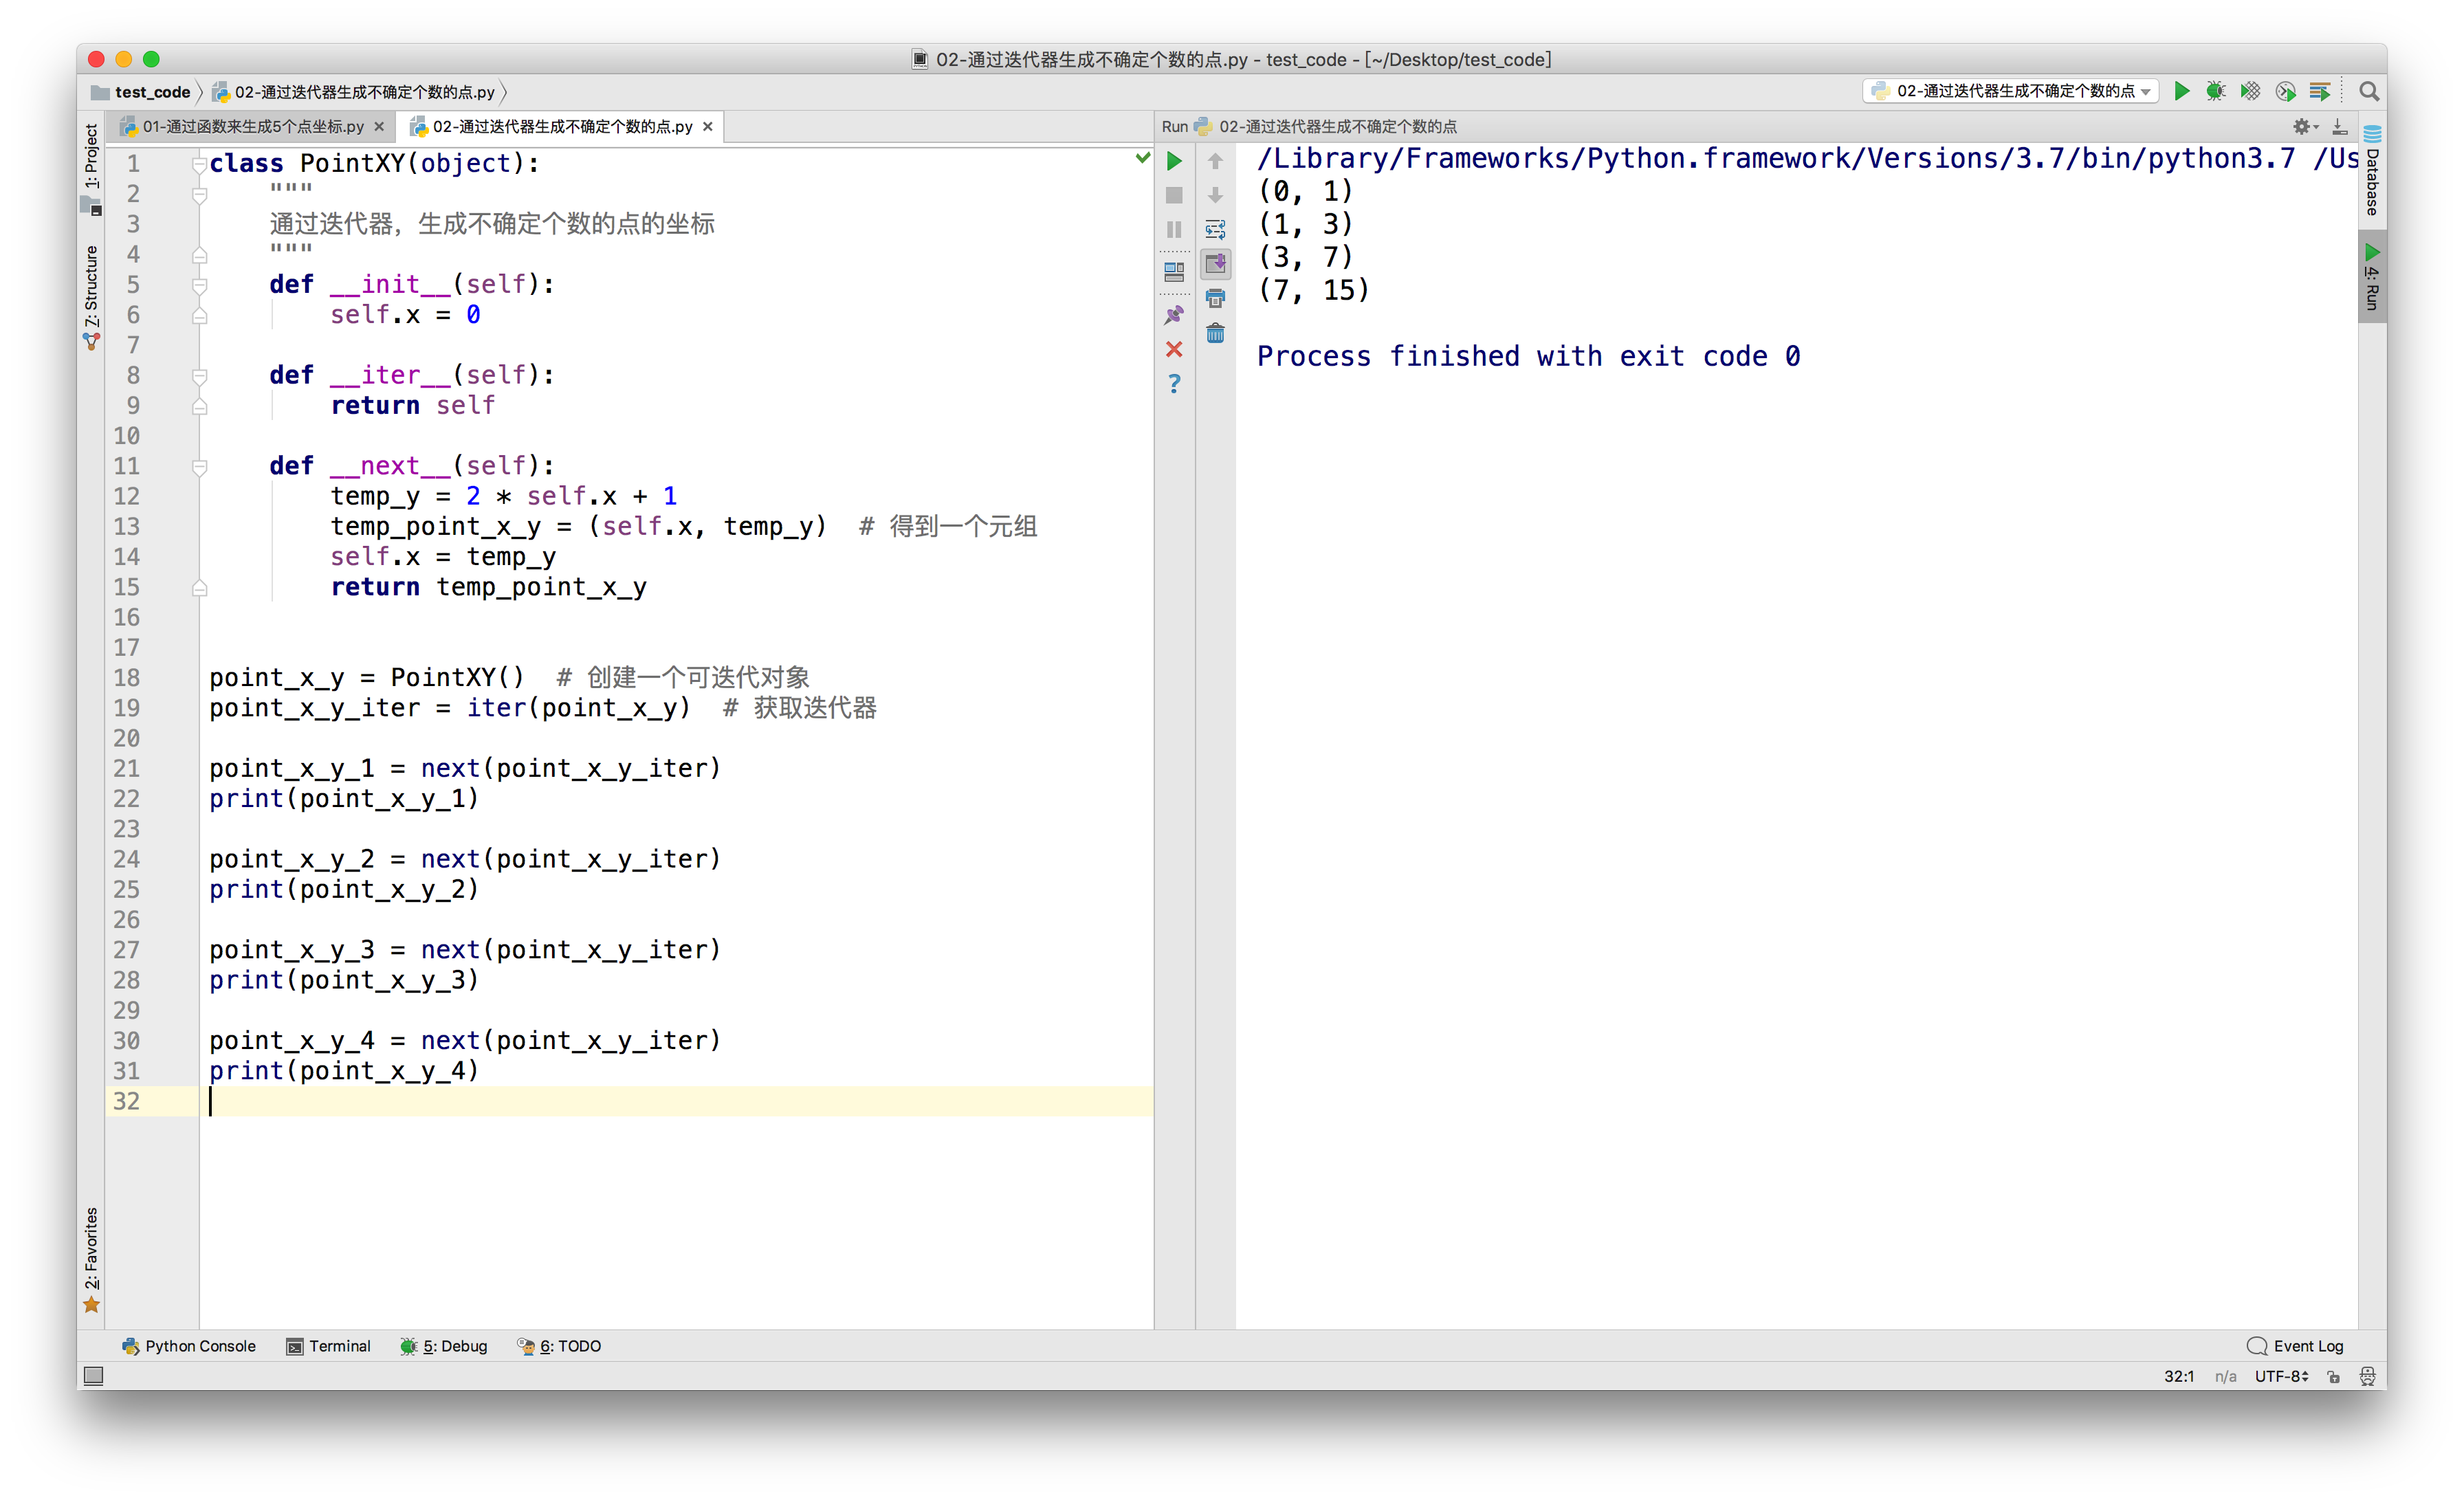 02-通过迭代器生成不确定个数的点.py - test_code - [~/Desktop/test_code]
test_code 02-通过迭代器生成不确定个数的点.py 02-通过迭代器生成不确定个数的点
01-通过函数来生成5个点坐标.py 02-通过迭代器生成不确定个数的点.py
Run 02-通过迭代器生成不确定个数的点
1: Project
7: Structure
2: Favorites
1 class PointXY(object):
2     """
3     通过迭代器，生成不确定个数的点的坐标
4     """
5     def __init__(self):
6         self.x = 0
7
8     def __iter__(self):
9         return self
10
11     def __next__(self):
12         temp_y = 2 * self.x + 1
13         temp_point_x_y = (self.x, temp_y)  # 得到一个元组
14         self.x = temp_y
15         return temp_point_x_y
16
17
18 point_x_y = PointXY()  # 创建一个可迭代对象
19 point_x_y_iter = iter(point_x_y)  # 获取迭代器
20
21 point_x_y_1 = next(point_x_y_iter)
22 print(point_x_y_1)
23
24 point_x_y_2 = next(point_x_y_iter)
25 print(point_x_y_2)
26
27 point_x_y_3 = next(point_x_y_iter)
28 print(point_x_y_3)
29
30 point_x_y_4 = next(point_x_y_iter)
31 print(point_x_y_4)
32
/Library/Frameworks/Python.framework/Versions/3.7/bin/python3.7 /Us
(0, 1)
(1, 3)
(3, 7)
(7, 15)
Process finished with exit code 0
Database
4: Run
Python Console Terminal 5: Debug 6: TODO Event Log
32:1 n/a UTF-8